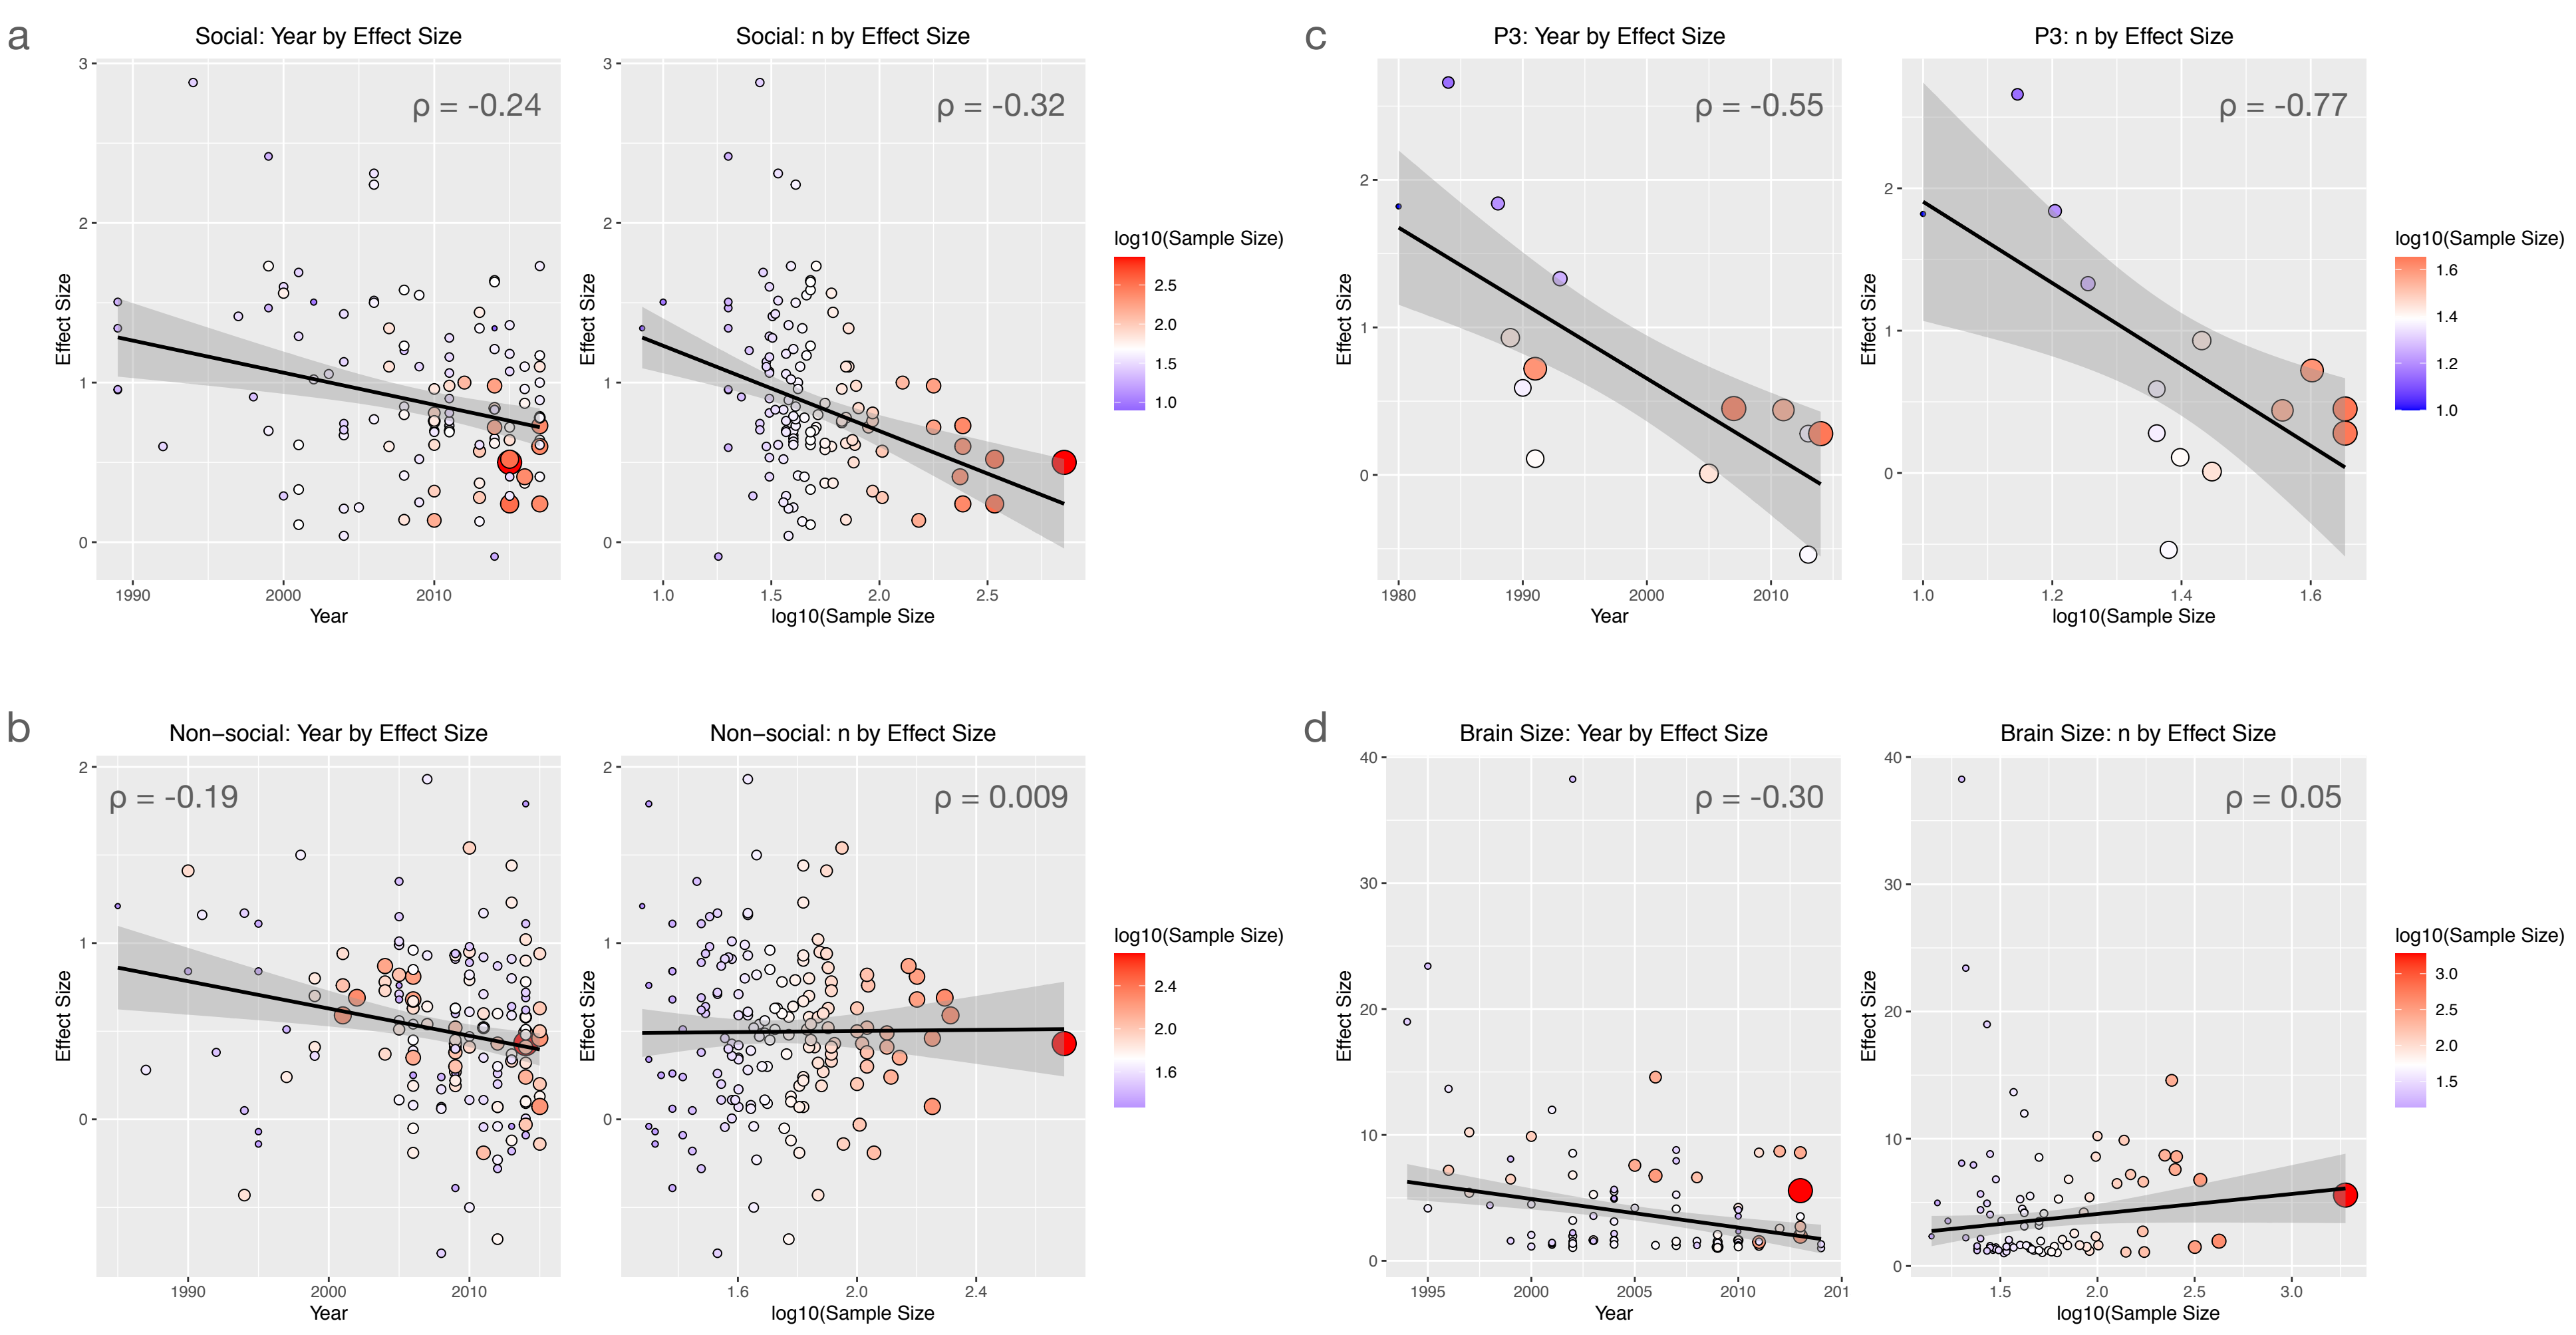 a
Social: Year by Effect Size
ρ = -0.24
Effect Size
3
2
1
0
1990 2000 2010
Year
Social: n by Effect Size
ρ = -0.32
Effect Size
3
2
1
0
1.0 1.5 2.0 2.5
log10(Sample Size
log10(Sample Size)
2.5
2.0
1.5
1.0
c
P3: Year by Effect Size
ρ = -0.55
Effect Size
2
1
0
1980 1990 2000 2010
Year
P3: n by Effect Size
ρ = -0.77
Effect Size
2
1
0
1.0 1.2 1.4 1.6
log10(Sample Size
log10(Sample Size)
1.6
1.4
1.2
1.0
b
Non−social: Year by Effect Size
ρ = -0.19
Effect Size
2
1
0
1990 2000 2010
Year
Non−social: n by Effect Size
ρ = 0.009
Effect Size
2
1
0
1.6 2.0 2.4
log10(Sample Size
log10(Sample Size)
2.4
2.0
1.6
d
Brain Size: Year by Effect Size
ρ = -0.30
Effect Size
40
30
20
10
0
1995 2000 2005 2010 201
Year
Brain Size: n by Effect Size
ρ = 0.05
Effect Size
40
30
20
10
0
1.5 2.0 2.5 3.0
log10(Sample Size
log10(Sample Size)
3.0
2.5
2.0
1.5